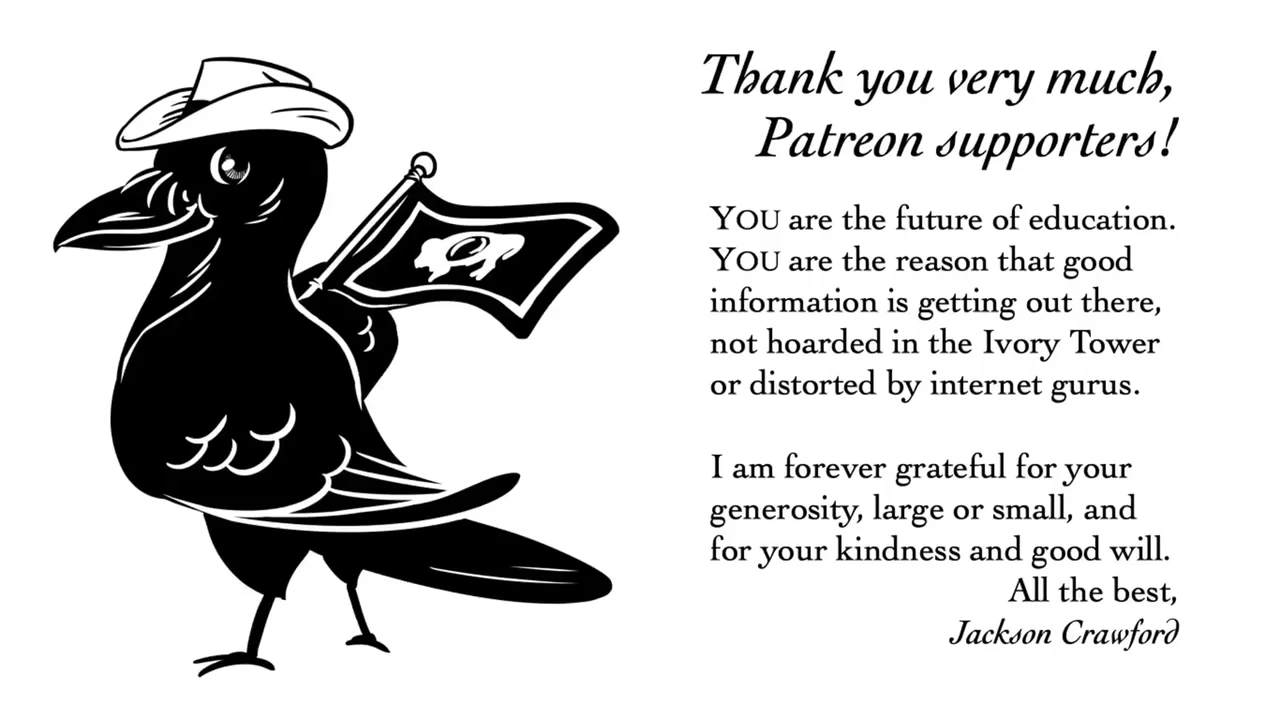 Thank you very much,
Patreon supporters!
YOU are the future of education.
YOU are the reason that good
information is getting out there,
not hoarded in the Ivory Tower
or distorted by internet gurus.
I am forever grateful for your
generosity, large or small, and
for your kindness and good will.
All the best,
Jackson Crawford